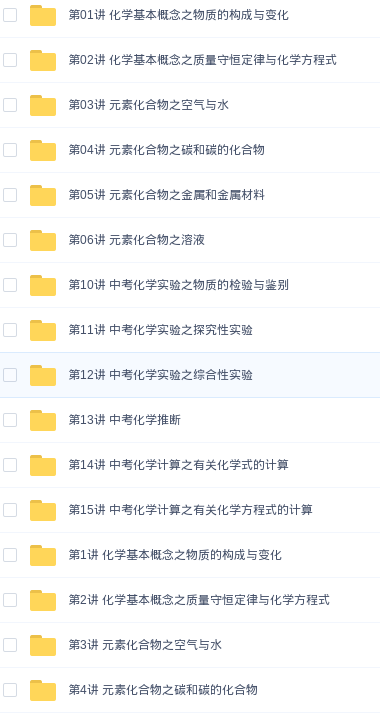 第01讲 化学基本概念之物质的构成与变化
第02讲 化学基本概念之质量守恒定律与化学方程式
第03讲 元素化合物之空气与水
第04讲 元素化合物之碳和碳的化合物
第05讲 元素化合物之金属和金属材料
第06讲 元素化合物之溶液
第10讲 中考化学实验之物质的检验与鉴别
第11讲 中考化学实验之探究性实验
第12讲 中考化学实验之综合性实验
第13讲 中考化学推断
第14讲 中考化学计算之有关化学式的计算
第15讲 中考化学计算之有关化学方程式的计算
第1讲 化学基本概念之物质的构成与变化
第2讲 化学基本概念之质量守恒定律与化学方程式
第3讲 元素化合物之空气与水
第4讲 元素化合物之碳和碳的化合物